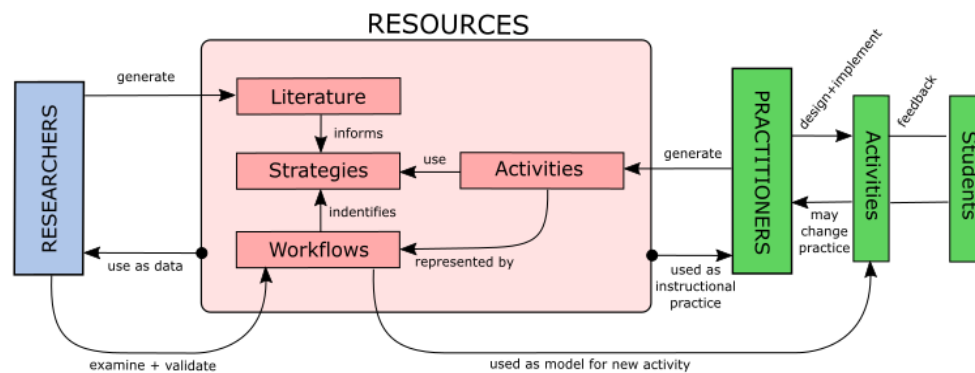 RESOURCES
generate
Literature
informs
Strategies
use
Activities
generate
indentifies
Workflows
represented by
RESEARCHERS
use as data
examine + validate
PRACTITIONERS
design+implement
feedback
Activities
Students
may
change
practice
used as
instructional
practice
used as model for new activity